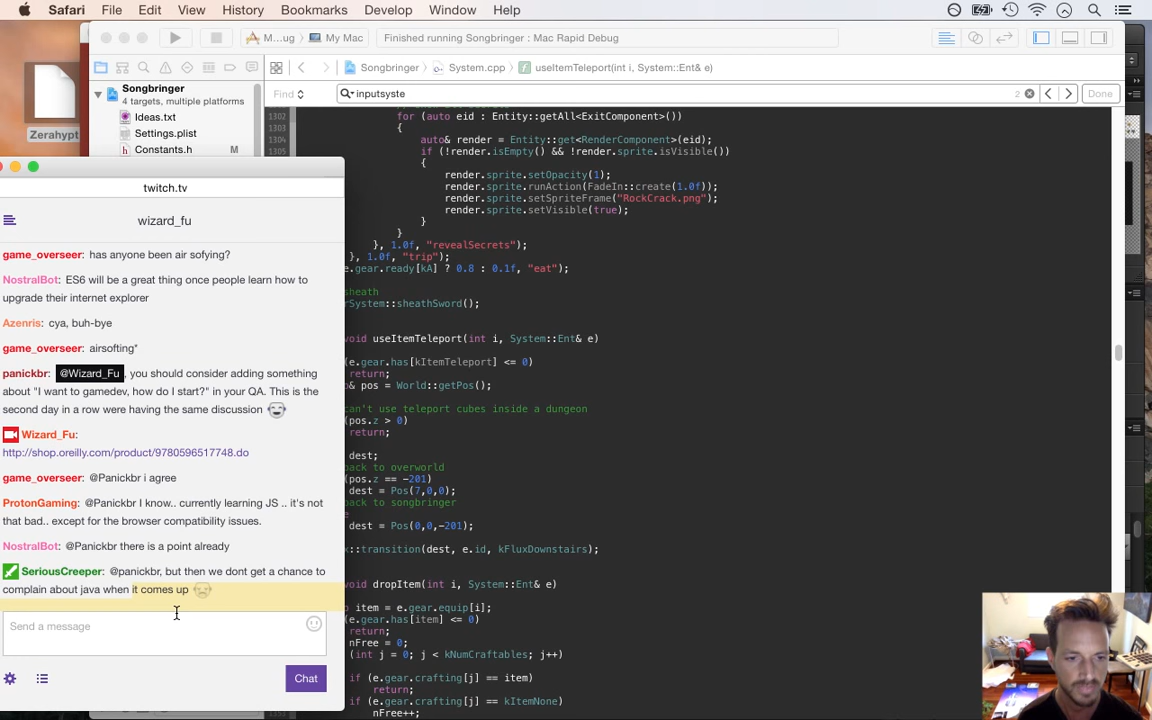 Safari File Edit View History Bookmarks Develop Window Help
M...ug My Mac Finished running Songbringer : Mac Rapid Debug
Songbringer System.cpp useItemTeleport(int i, System::Ent& e)
Find inputsyste 2 Done
Songbringer
4 targets, multiple platforms
Ideas.txt
Settings.plist
Constants.h M
Zerahypt
twitch.tv
wizard_fu
game_overseer: has anyone been air sofying?
NostralBot: ES6 will be a great thing once people learn how to
upgrade their internet explorer
Azenris: cya, buh-bye
game_overseer: airsofting*
panickbr: @Wizard_Fu, you should consider adding something
about "I want to gamedev, how do I start?" in your QA. This is the
second day in a row were having the same discussion
Wizard_Fu:
http://shop.oreilly.com/product/9780596517748.do
game_overseer: @Panickbr i agree
ProtonGaming: @Panickbr I know.. currently learning JS .. it's not
that bad.. except for the browser compatibility issues.
NostralBot: @Panickbr there is a point already
SeriousCreeper: @panickbr, but then we dont get a chance to
complain about java when it comes up
Send a message
Chat
1302 for (auto eid : Entity::getAll<ExitComponent>())
1303 {
1304 auto& render = Entity::get<RenderComponent>(eid);
1305 if (!render.isEmpty() && !render.sprite.isVisible())
{
render.sprite.setOpacity(1);
render.sprite.runAction(FadeIn::create(1.0f));
render.sprite.setSpriteFrame("RockCrack.png");
render.sprite.setVisible(true);
}
}
}, 1.0f, "revealSecrets");
}, 1.0f, "trip");
e.gear.ready[kA] ? 0.8 : 0.1f, "eat");
sheath
rSystem::sheathSword();
void useItemTeleport(int i, System::Ent& e)
(e.gear.has[kItemTeleport] <= 0)
return;
o& pos = World::getPos();
can't use teleport cubes inside a dungeon
(pos.z > 0)
return;
dest;
back to overworld
(pos.z == -201)
dest = Pos(7,0,0);
back to songbringer
dest = Pos(0,0,-201);
x::transition(dest, e.id, kFluxDownstairs);
void dropItem(int i, System::Ent& e)
o item = e.gear.equip[i];
(e.gear.has[item] <= 0)
return;
nFree = 0;
(int j = 0; j < kNumCraftables; j++)
if (e.gear.crafting[j] == item)
return;
if (e.gear.crafting[j] == kItemNone)
nFree++;